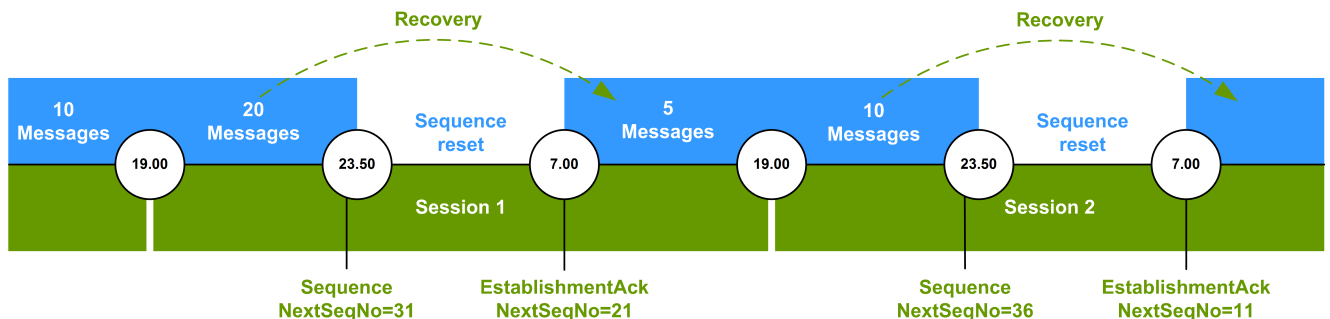 Recovery
Recovery
10
Messages
20
Messages
Sequence
reset
5
Messages
10
Messages
Sequence
reset
19.00
23.50
7.00
19.00
23.50
7.00
Session 1
Session 2
Sequence
NextSeqNo=31
EstablishmentAck
NextSeqNo=21
Sequence
NextSeqNo=36
EstablishmentAck
NextSeqNo=11